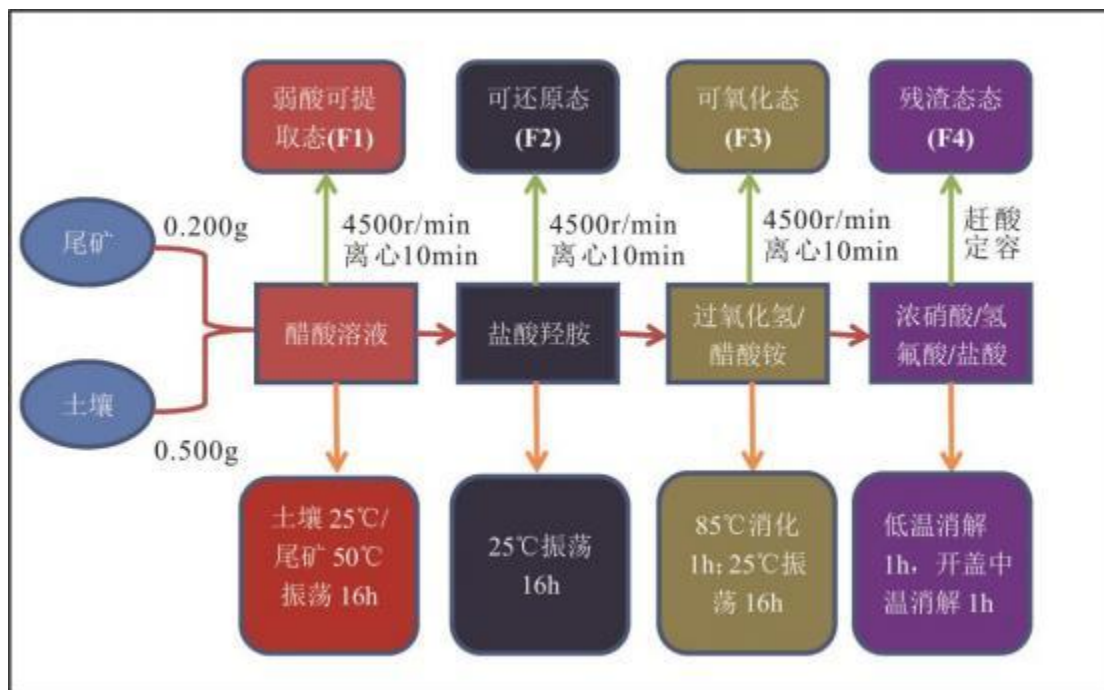 弱酸可提
取态(F1)
可还原态
(F2)
可氧化态
(F3)
残渣态态
(F4)
尾矿
0.200g
4500r/min
离心10min
4500r/min
离心10min
4500r/min
离心10min
赶酸
定容
醋酸溶液
盐酸羟胺
过氧化氢/
醋酸铵
浓硝酸/氢
氟酸/盐酸
土壤
0.500g
土壤 25℃/
尾矿 50℃
振荡 16h
25℃振荡
16h
85℃消化
1h; 25℃振
荡 16h
低温消解
1h，开盖中
温消解 1h